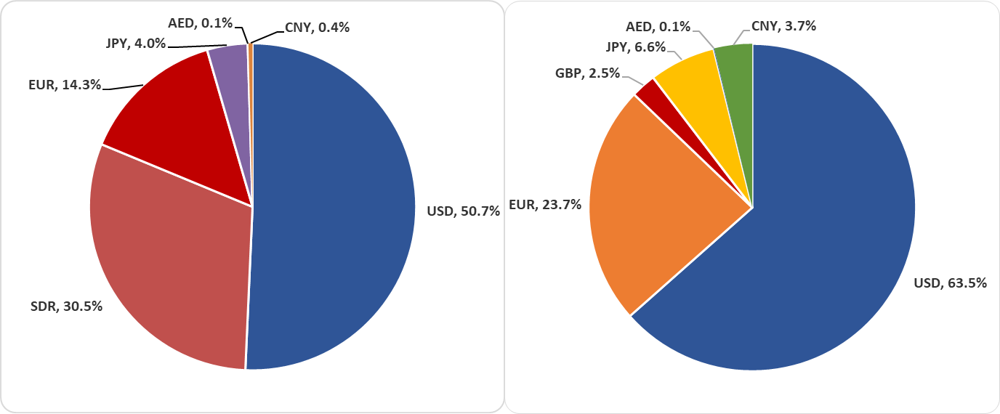 AED, 0.1%
CNY, 0.4%
JPY, 4.0%
EUR, 14.3%
USD, 50.7%
SDR, 30.5%
AED, 0.1%
CNY, 3.7%
JPY, 6.6%
GBP, 2.5%
EUR, 23.7%
USD, 63.5%